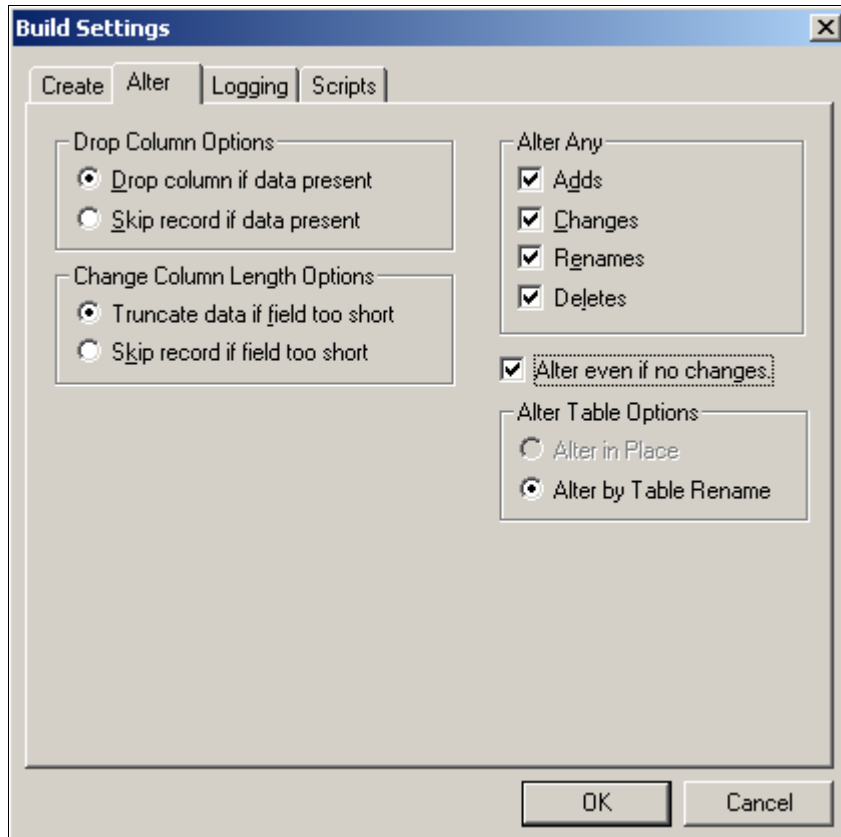 Build Settings
Create
Alter
Logging
Scripts
Drop Column Options
Drop column if data present
Skip record if data present
Change Column Length Options
Truncate data if field too short
Skip record if field too short
Alter Any
Adds
Changes
Renames
Deletes
Alter even if no changes.
Alter Table Options
Alter in Place
Alter by Table Rename
OK
Cancel